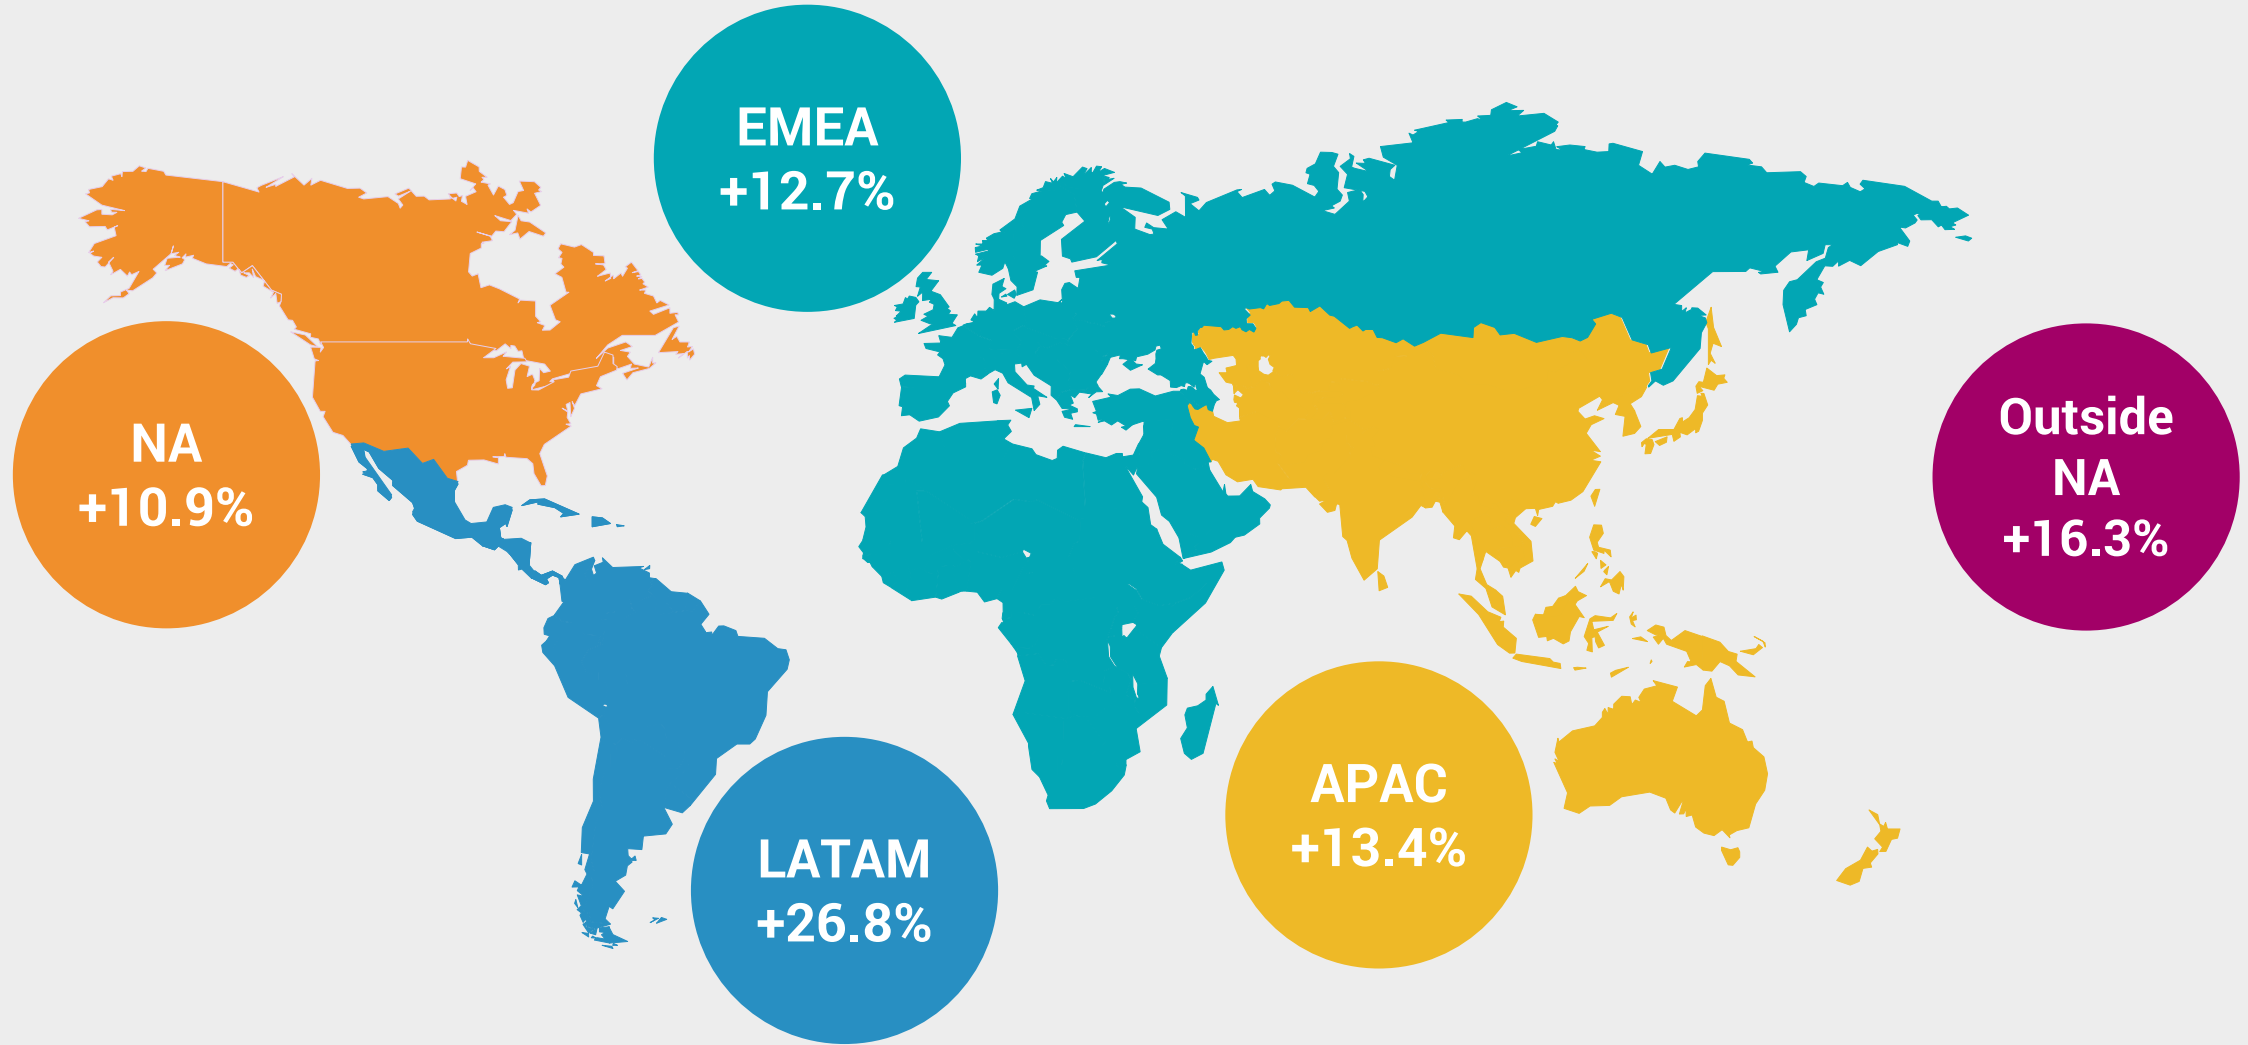 EMEA
+12.7%
NA
+10.9%
Outside
NA
+16.3%
LATAM
+26.8%
APAC
+13.4%